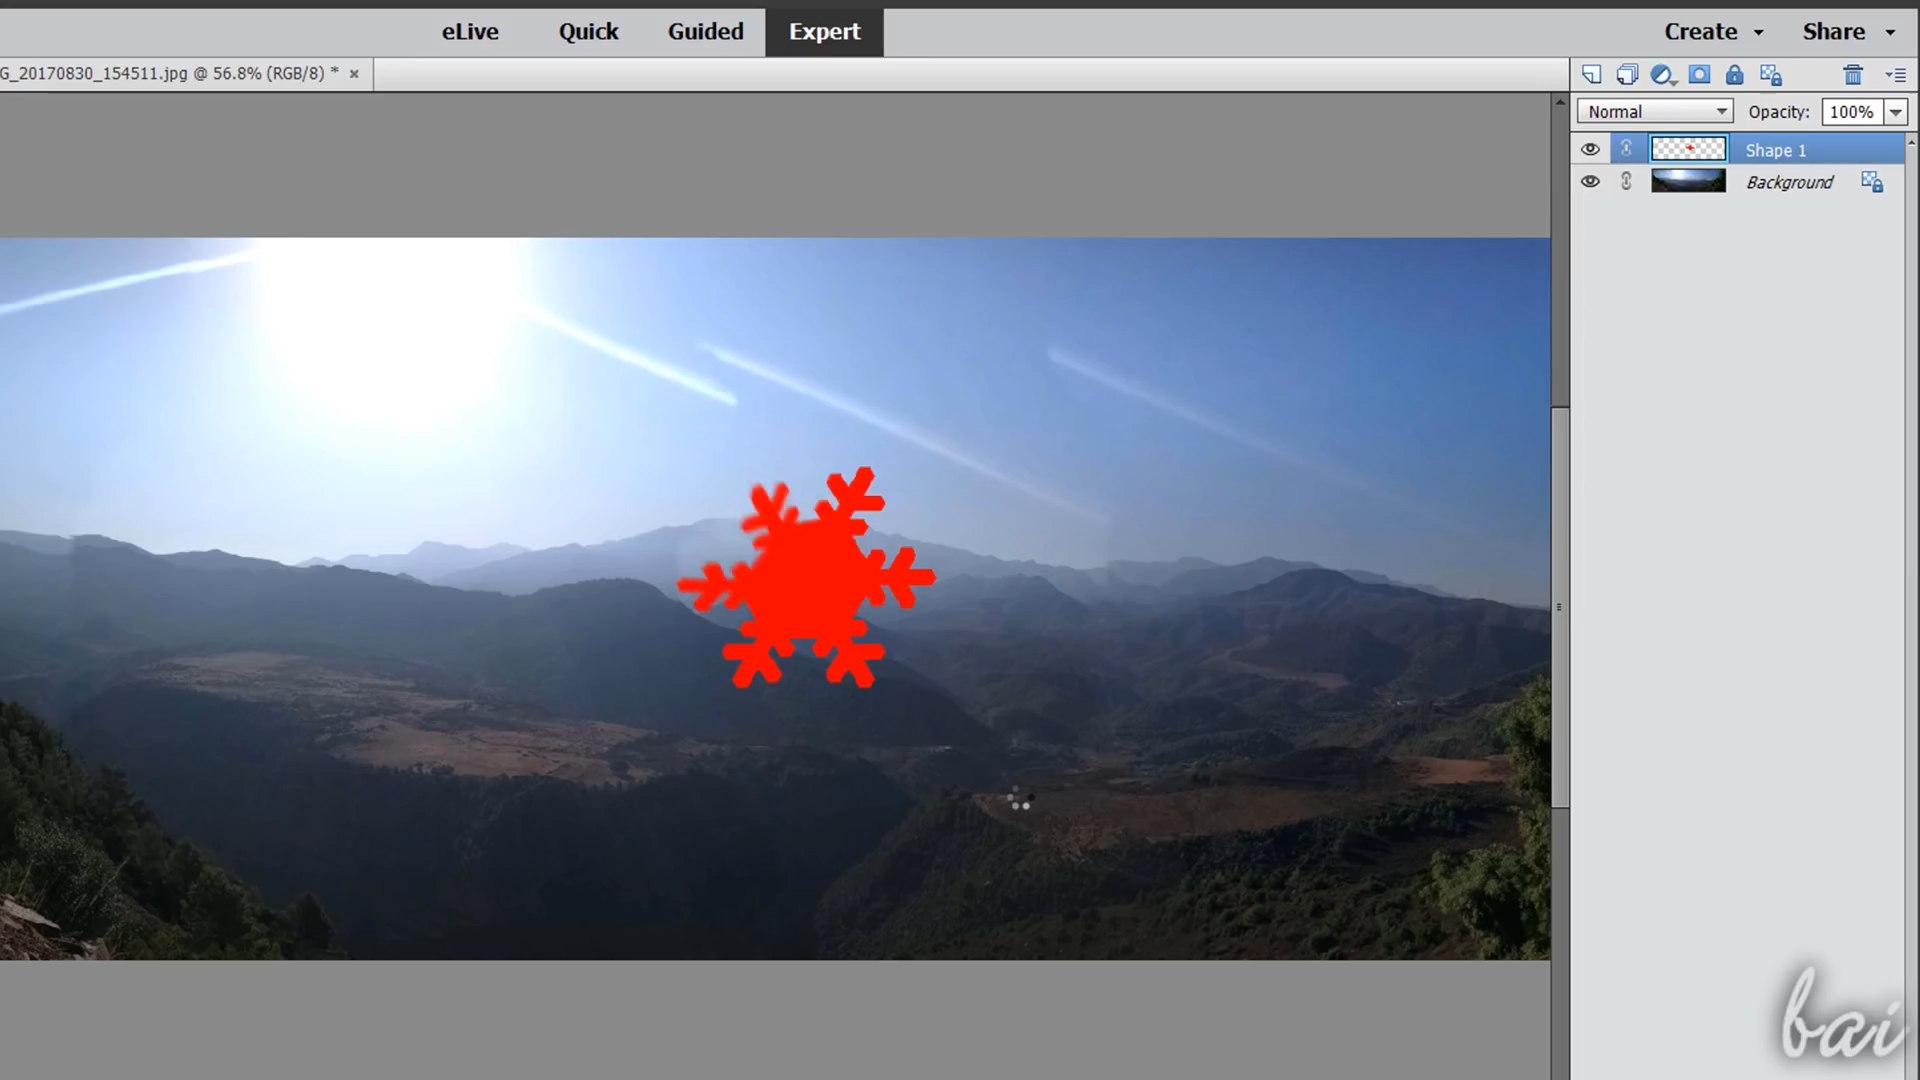 eLive Quick Guided Expert Create Share
G_20170830_154511.jpg @ 56.8% (RGB/8) * ×
Normal Opacity: 100%
Shape 1
Background
bai